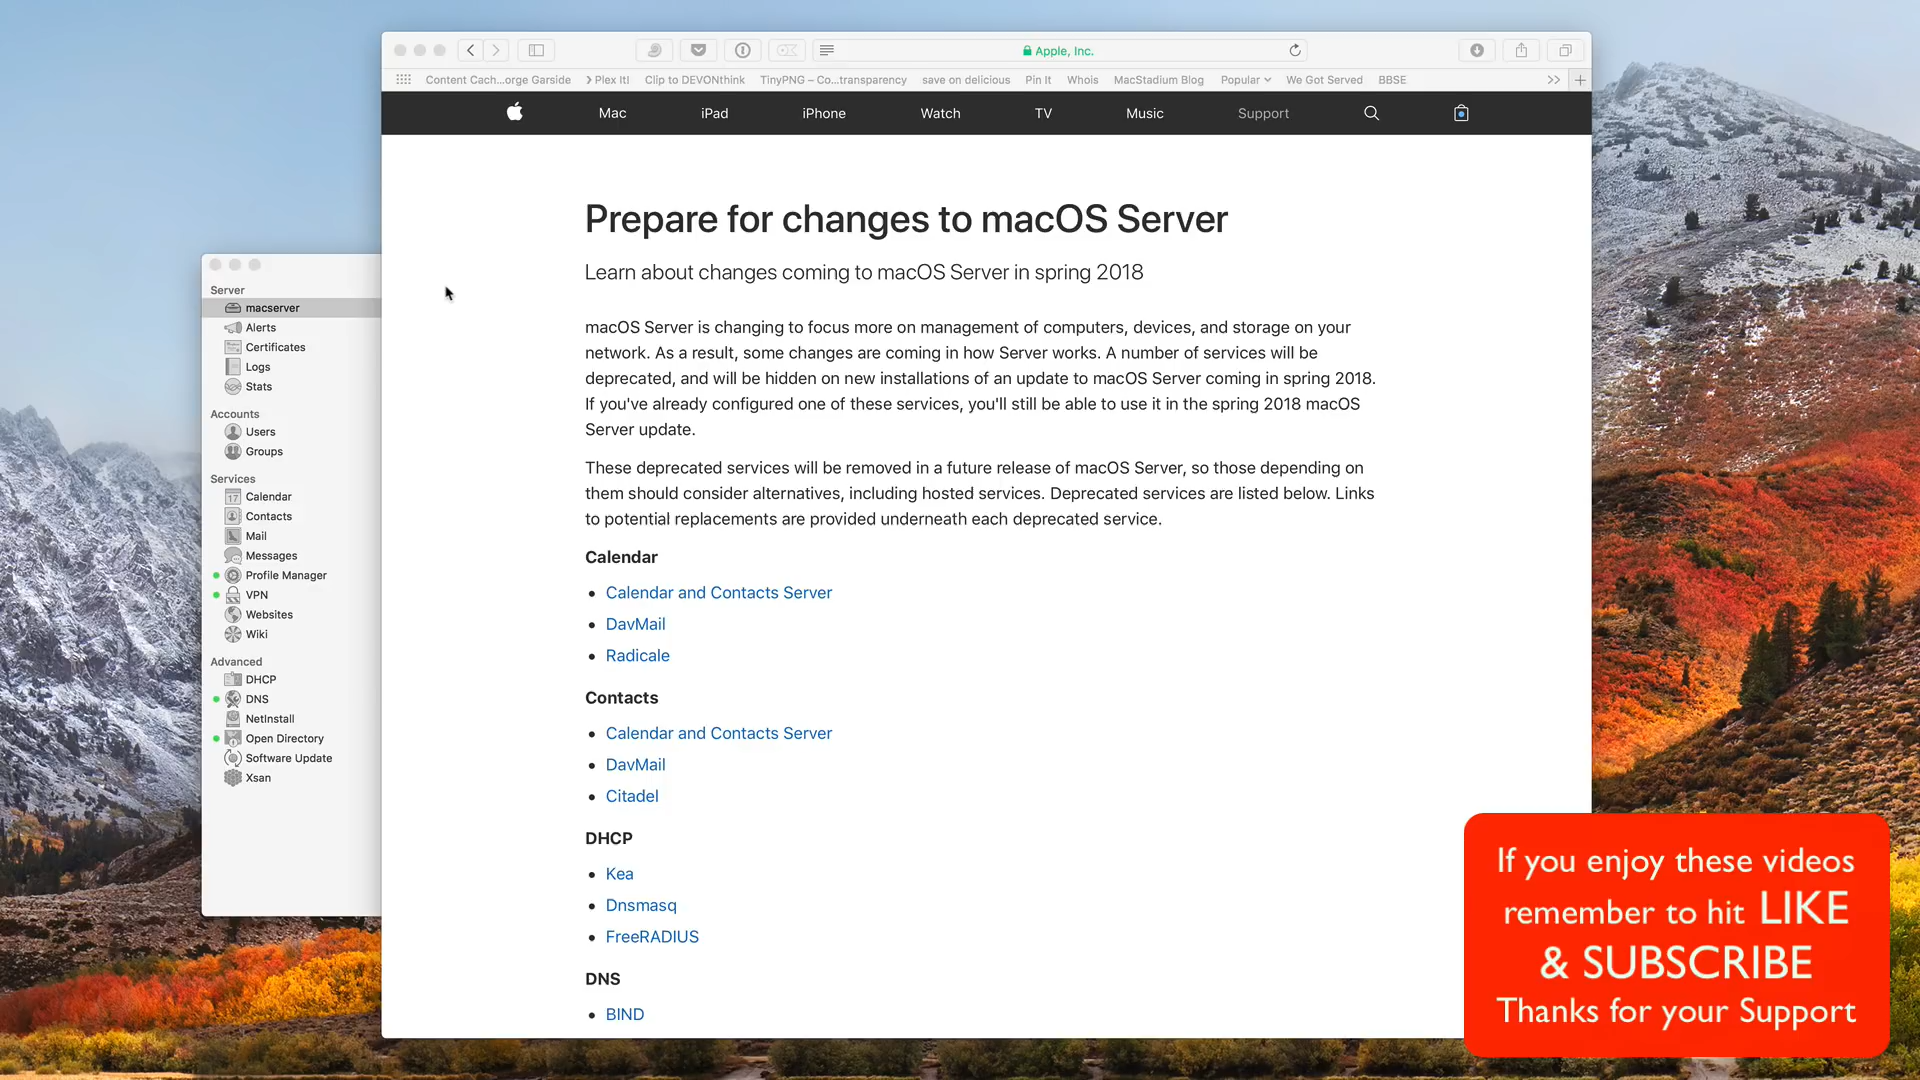 Apple, Inc.
Content Cach...orge Garside
Plex It!
Clip to DEVONthink
TinyPNG – Co...transparency
save on delicious
Pin It
Whois
MacStadium Blog
Popular
We Got Served
BBSE
Mac
iPad
iPhone
Watch
TV
Music
Support
Prepare for changes to macOS Server
Learn about changes coming to macOS Server in spring 2018
macOS Server is changing to focus more on management of computers, devices, and storage on your
network. As a result, some changes are coming in how Server works. A number of services will be
deprecated, and will be hidden on new installations of an update to macOS Server coming in spring 2018.
If you've already configured one of these services, you'll still be able to use it in the spring 2018 macOS
Server update.
These deprecated services will be removed in a future release of macOS Server, so those depending on
them should consider alternatives, including hosted services. Deprecated services are listed below. Links
to potential replacements are provided underneath each deprecated service.
Calendar
• Calendar and Contacts Server
• DavMail
• Radicale
Contacts
• Calendar and Contacts Server
• DavMail
• Citadel
DHCP
• Kea
• Dnsmasq
• FreeRADIUS
DNS
• BIND
Server
macserver
Alerts
Certificates
Logs
Stats
Accounts
Users
Groups
Services
17 Calendar
Contacts
Mail
Messages
Profile Manager
VPN
Websites
Wiki
Advanced
DHCP
DNS
NetInstall
Open Directory
Software Update
Xsan
If you enjoy these videos
remember to hit LIKE
& SUBSCRIBE
Thanks for your Support